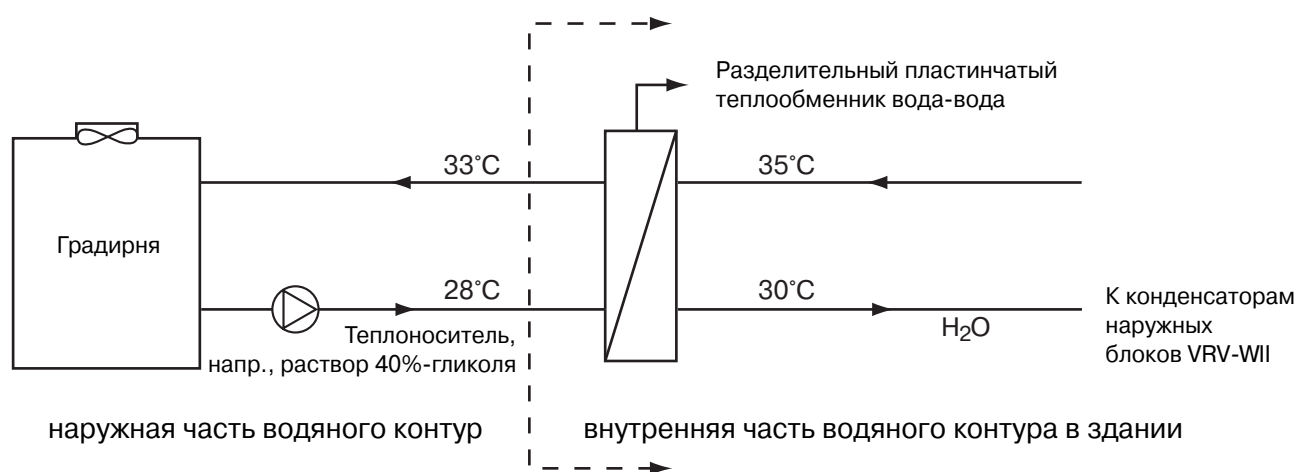 Разделительный пластинчатый
теплообменник вода-вода
33°C
35°C
Градирня
28°C
30°C
Теплоноситель,
напр., раствор 40%-гликоля
H₂O
К конденсаторам
наружных
блоков VRV-WII
наружная часть водяного контур
внутренняя часть водяного контура в здании